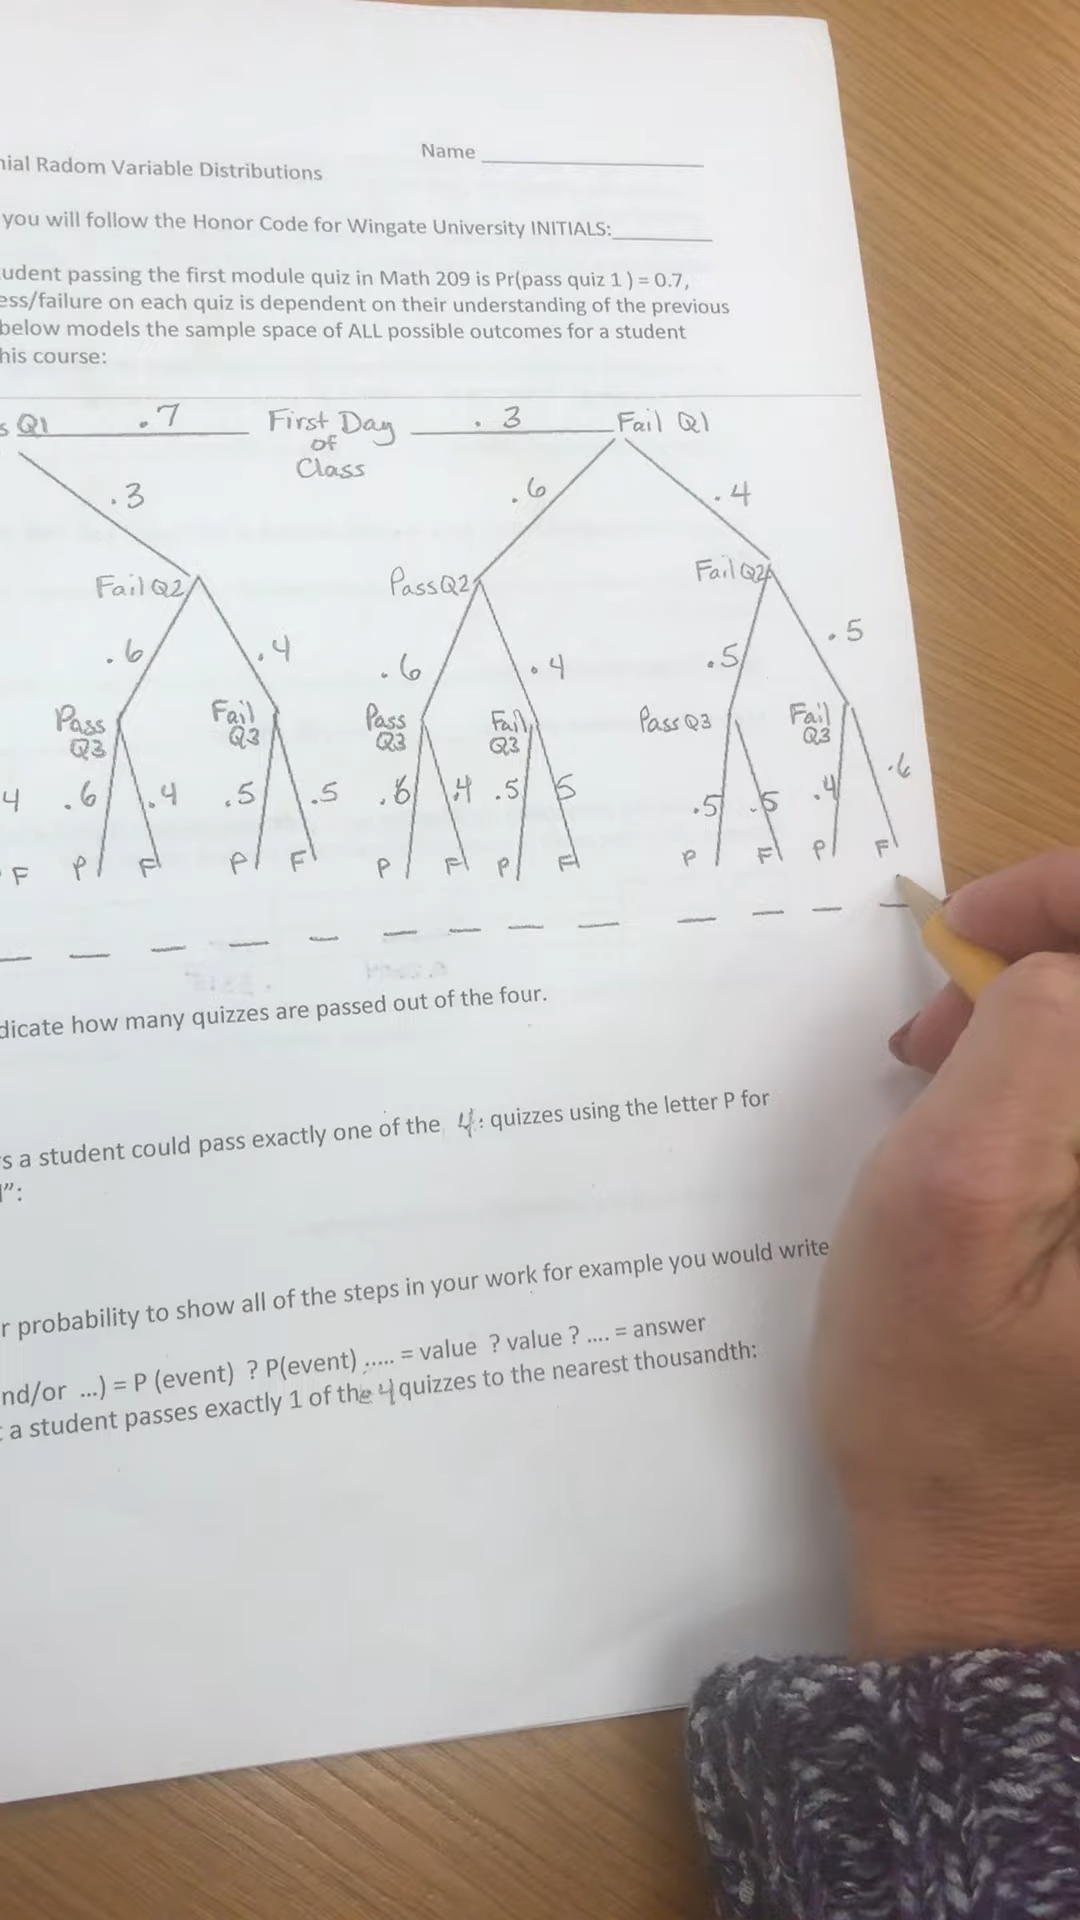 Name
nial Radom Variable Distributions
you will follow the Honor Code for Wingate University INITIALS:
udent passing the first module quiz in Math 209 is Pr(pass quiz 1 ) = 0.7,
ess/failure on each quiz is dependent on their understanding of the previous
below models the sample space of ALL possible outcomes for a student
his course:
s Q1 .7 First Day .3 Fail Q1
of
Class
.3 .6 .4
Fail Q2 Pass Q2 Fail Q2
.6 .4 .6 .4 .5 .5
Pass Fail Pass Fail Pass Q3 Fail
Q3 Q3 Q3 Q3 Q3
4 .6 .4 .5 .5 .6 .4 .5 .5 .5 .5 .4 .6
F P F P F P F P F P F P F
dicate how many quizzes are passed out of the four.
s a student could pass exactly one of the 4 quizzes using the letter P for
":
r probability to show all of the steps in your work for example you would write
nd/or ...) = P (event) ? P(event) ..... = value ? value ? .... = answer
a student passes exactly 1 of the 4 quizzes to the nearest thousandth: